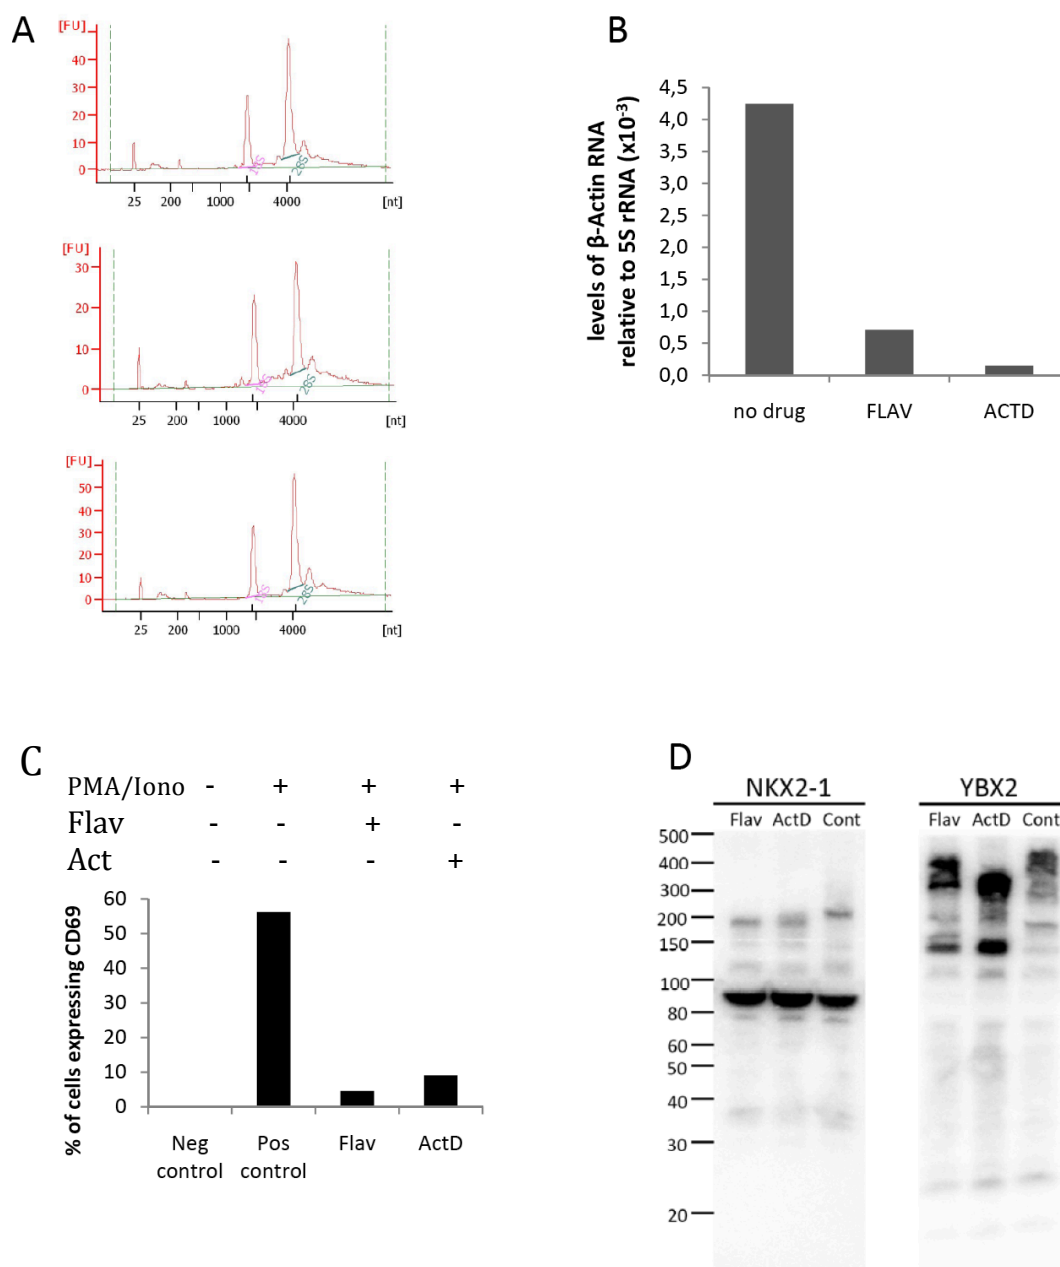 A
[FU]
40
30
20
10
0
18S
28S
25 200 1000 4000 [nt]
[FU]
30
20
10
0
18S
28S
25 200 1000 4000 [nt]
[FU]
50
40
30
20
10
0
18S
28S
25 200 1000 4000 [nt]
B
levels of β-Actin RNA
relative to 5S rRNA (x10⁻³)
4,5
4,0
3,5
3,0
2,5
2,0
1,5
1,0
0,5
0,0
no drug FLAV ACTD
C
PMA/Iono - + + +
Flav - - + -
Act - - - +
% of cells expressing CD69
60
50
40
30
20
10
0
Neg control
Pos control
Flav
ActD
D
NKX2-1
Flav ActD Cont
YBX2
Flav ActD Cont
500
400
300
200
150
100
80
60
50
40
30
20